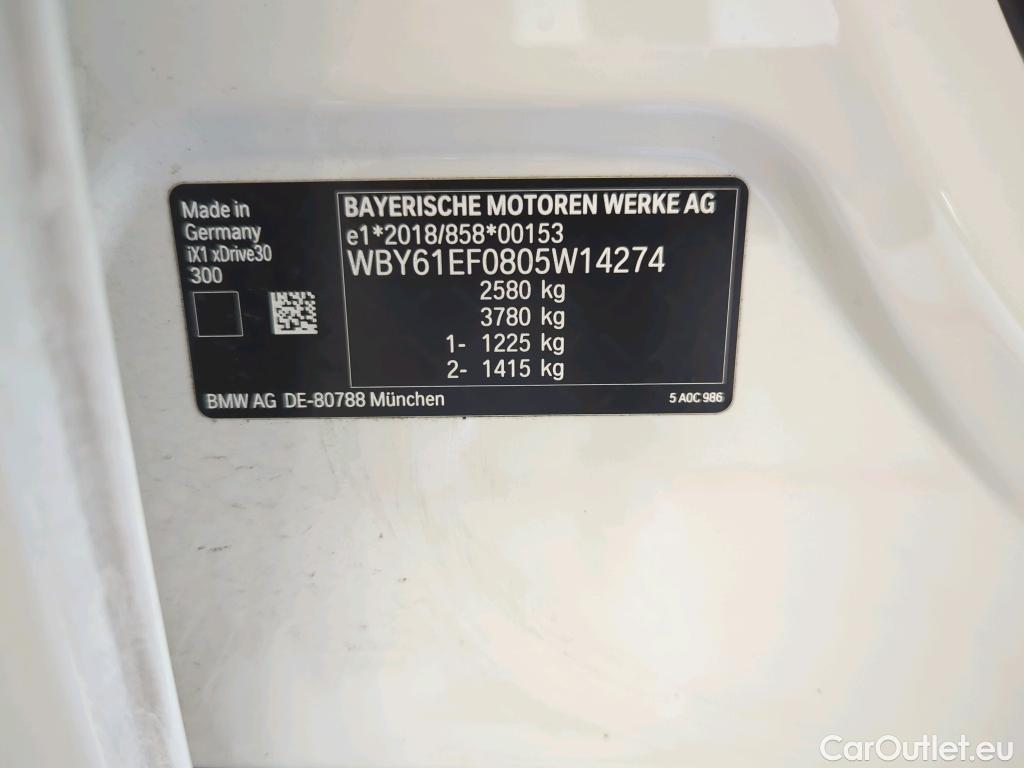 Made in
Germany
iX1 xDrive30
300
BAYERISCHE MOTOREN WERKE AG
e1*2018/858*00153
WBY61EF0805W14274
2580 kg
3780 kg
1- 1225 kg
2- 1415 kg
BMW AG DE-80788 München
5 A0C 986
CarOutlet.eu